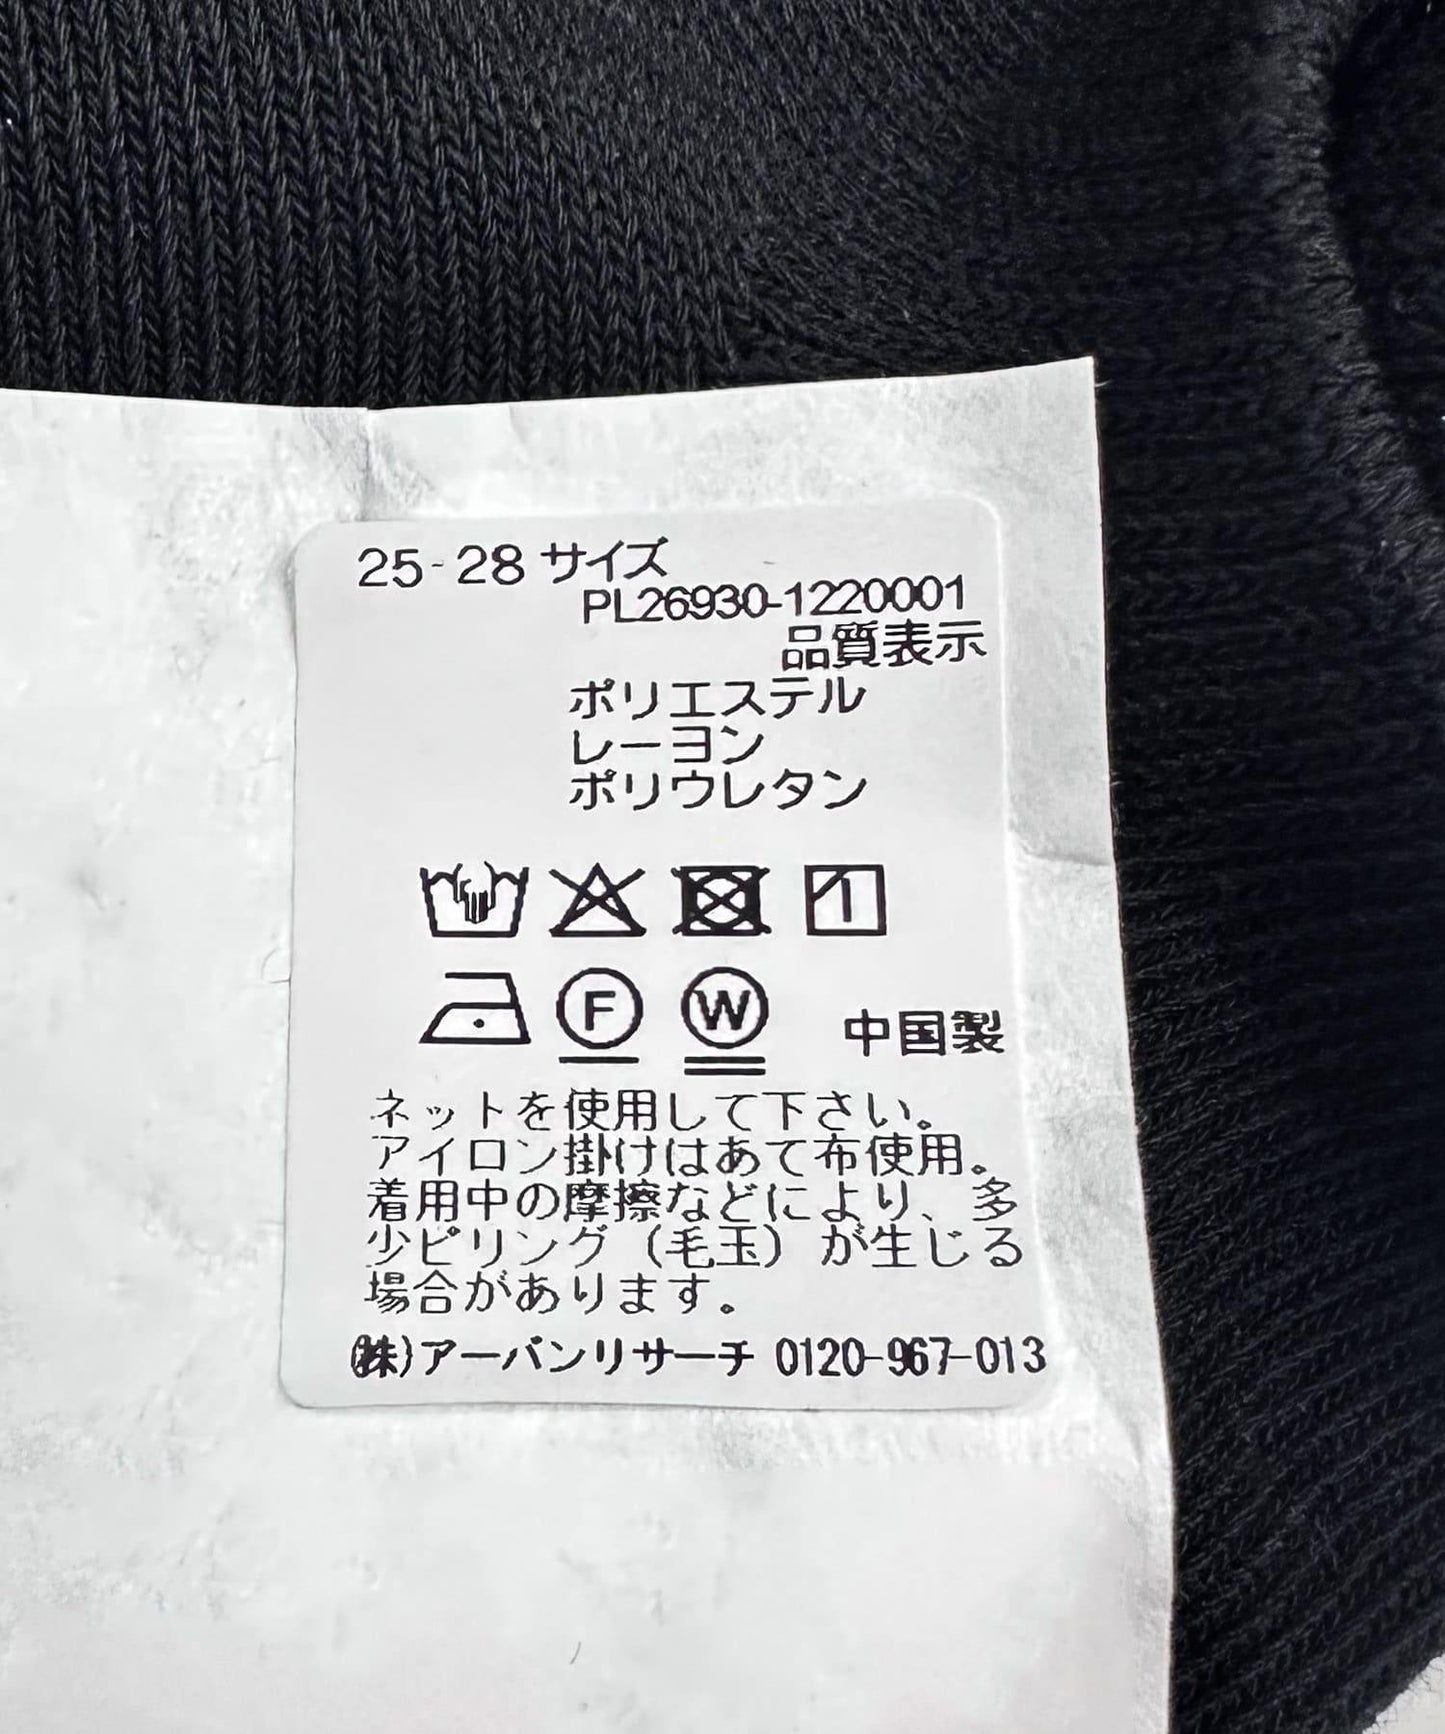 25-28 サイズ
PL26930-1220001
品質表示
ポリエステル
レーヨン
ポリウレタン
F W 中国製
ネットを使用して下さい。
アイロン掛けはあて布使用。
着用中の摩擦などにより、多
少ピリング（毛玉）が生じる
場合があります。
(株)アーバンリサーチ 0120-967-013